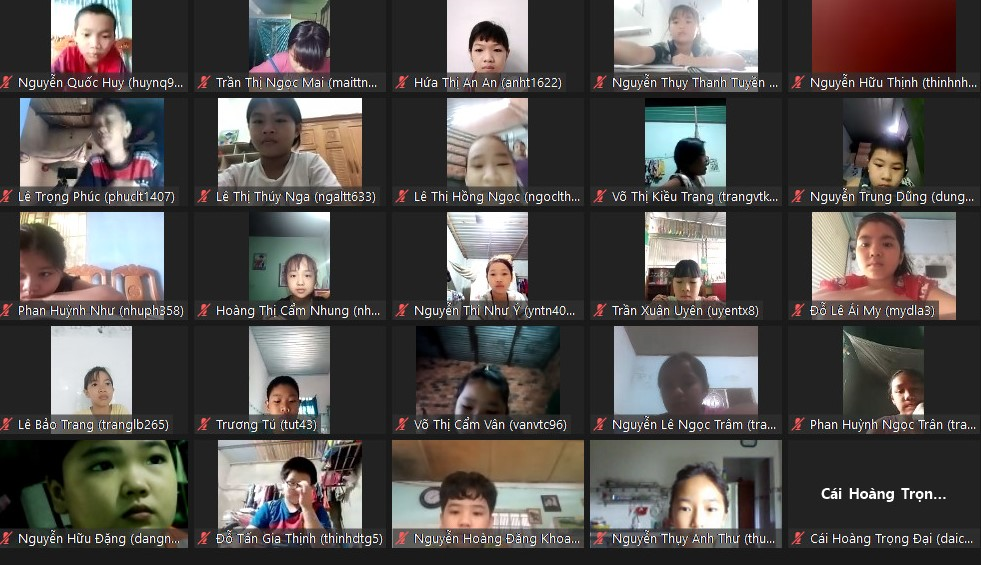 Nguyễn Quốc Huy (huynq9...
Trần Thị Ngọc Mai (maittn...
Hứa Thị An An (anht1622)
Nguyễn Thụy Thanh Tuyên ...
Nguyễn Hữu Thịnh (thinhnh...
Lê Trọng Phúc (phuclt1407)
Lê Thị Thúy Nga (ngaltt633)
Lê Thị Hồng Ngọc (ngoclth...
Võ Thị Kiều Trang (trangvtk...
Nguyễn Trung Dũng (dung...
Phan Huỳnh Như (nhuph358)
Hoàng Thị Cẩm Nhung (nh...
Nguyễn Thị Như Ý (yntn40...
Trần Xuân Uyên (uyentx8)
Đỗ Lê Ái My (mydla3)
Lê Bảo Trang (tranglb265)
Trương Tú (tut43)
Võ Thị Cẩm Vân (vanvtc96)
Nguyễn Lê Ngọc Trâm (tra...
Phan Huỳnh Ngọc Trân (tra...
Nguyễn Hữu Đặng (dangn...
Đỗ Tấn Gia Thịnh (thinhdtg5)
Nguyễn Hoàng Đăng Khoa...
Nguyễn Thụy Anh Thư (thu...
Cái Hoàng Trọn...
Cái Hoàng Trọng Đại (daic...